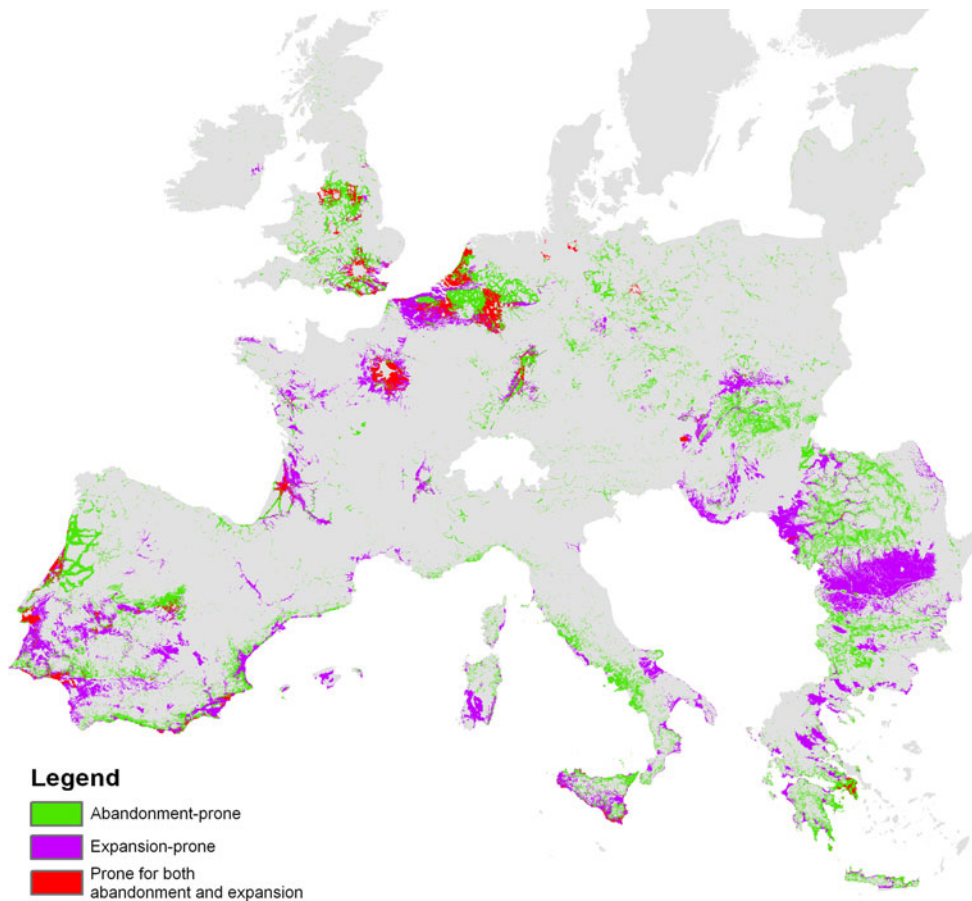 Legend
Abandonment-prone
Expansion-prone
Prone for both
abandonment and expansion